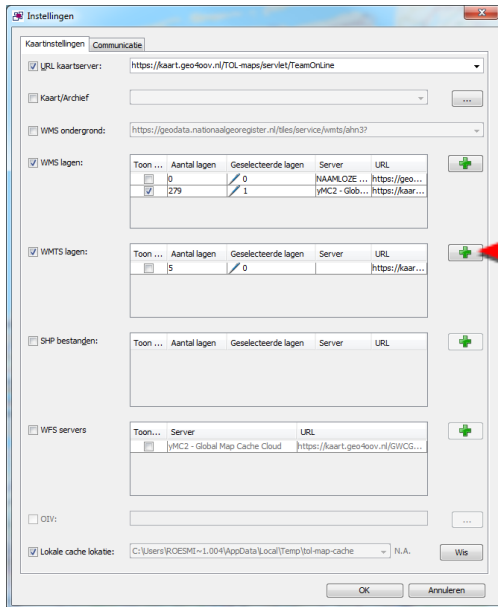 Instellingen
Kaartinstellingen Communicatie
URL kaartserver: https://kaart.geo4oov.nl/TOL-maps/servlet/TeamOnLine
Kaart/Archief ...
WMS ondergrond: https://geodata.nationaalgeoregister.nl/tiles/service/wmts/ahn3?
WMS lagen: Toon ... Aantal lagen Geselecteerde lagen Server URL
0 0 NAAMLOZE ... https://geo...
279 1 yMC2 - Glob... https://kaar...
WMTS lagen: Toon ... Aantal lagen Geselecteerde lagen Server URL
5 0 https://kaar...
SHP bestanden: Toon ... Aantal lagen Geselecteerde lagen Server URL
WFS servers Toon... Server URL
yMC2 - Global Map Cache Cloud https://kaart.geo4oov.nl/GWCG...
OIV: ...
Lokale cache lokatie: C:\Users\ROESMI~1.004\AppData\Local\Temp\tol-map-cache N.A. Wis
OK Annuleren